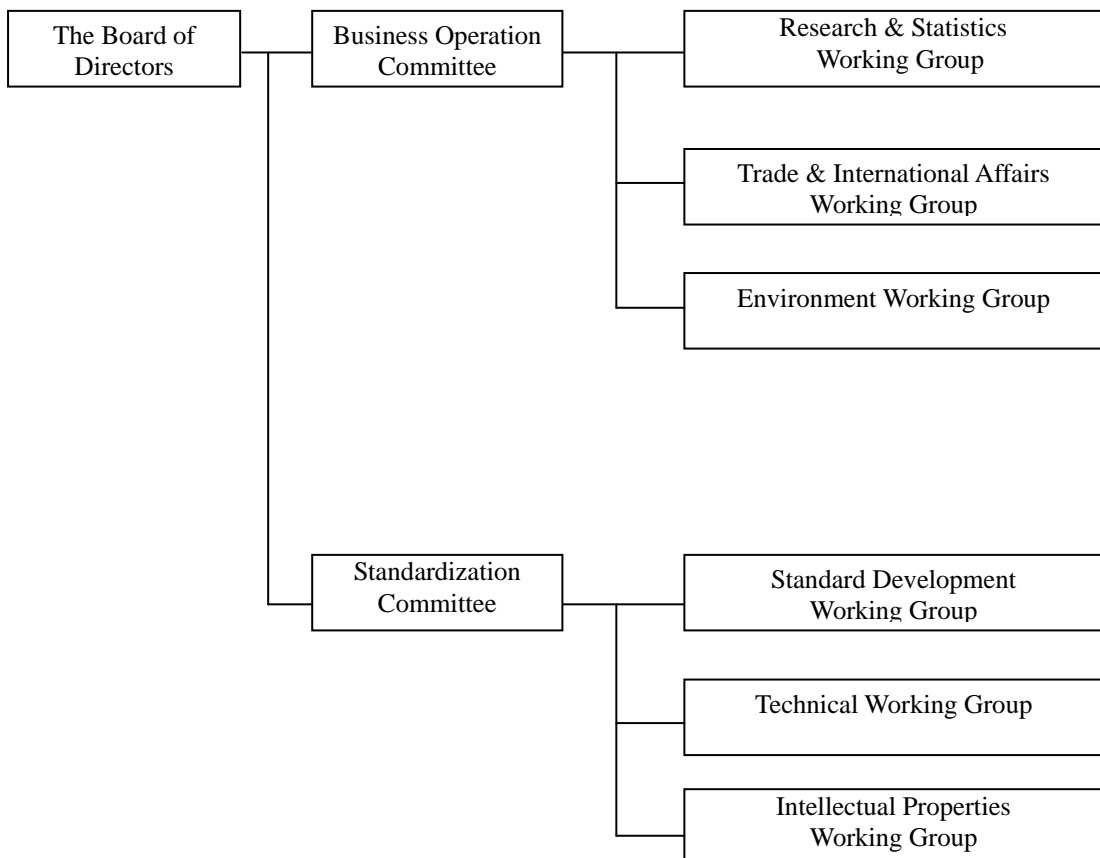 The Board of
Directors
Business Operation
Committee
Research & Statistics
Working Group
Trade & International Affairs
Working Group
Environment Working Group
Standardization
Committee
Standard Development
Working Group
Technical Working Group
Intellectual Properties
Working Group